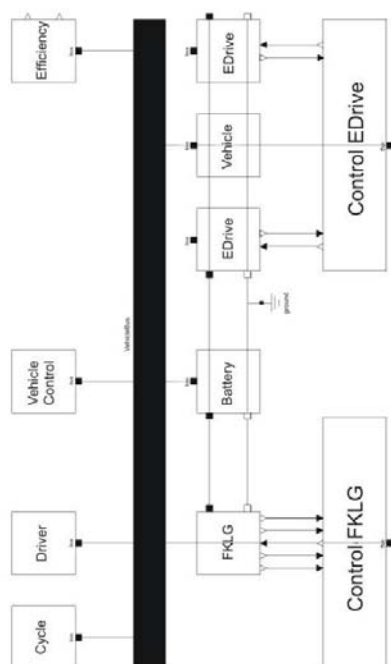 Cycle
Driver
Vehicle
Control
Efficiency
VehicleBus
FKLG
Battery
EDrive
Vehicle
EDrive
ground
Control FKLG
Control EDrive